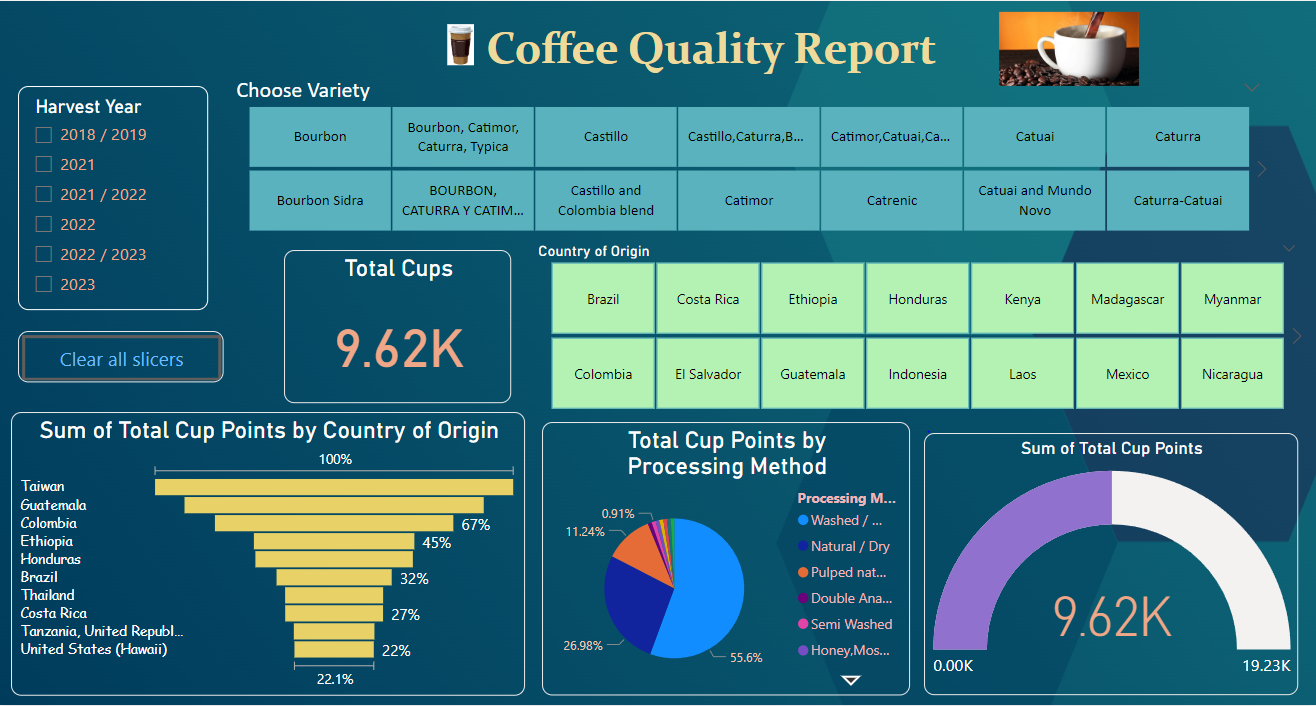 Coffee Quality Report
Harvest Year
2018 / 2019
2021
2021 / 2022
2022
2022 / 2023
2023
Clear all slicers
Choose Variety
Bourbon
Bourbon, Catimor,
Caturra, Typica
Castillo
Castillo,Caturra,B...
Catimor,Catuai,Ca...
Catuai
Caturra
Bourbon Sidra
BOURBON,
CATURRA Y CATIM...
Castillo and
Colombia blend
Catimor
Catrenic
Catuai and Mundo
Novo
Caturra-Catuai
Total Cups
9.62K
Country of Origin
Brazil
Costa Rica
Ethiopia
Honduras
Kenya
Madagascar
Myanmar
Colombia
El Salvador
Guatemala
Indonesia
Laos
Mexico
Nicaragua
Sum of Total Cup Points by Country of Origin
100%
Taiwan
Guatemala
Colombia
67%
Ethiopia
45%
Honduras
Brazil
32%
Thailand
Costa Rica
27%
Tanzania, United Republ...
United States (Hawaii)
22%
22.1%
Total Cup Points by
Processing Method
0.91%
11.24%
26.98%
55.6%
Processing M...
Washed / ...
Natural / Dry
Pulped nat...
Double Ana...
Semi Washed
Honey,Mos...
Sum of Total Cup Points
9.62K
0.00K
19.23K